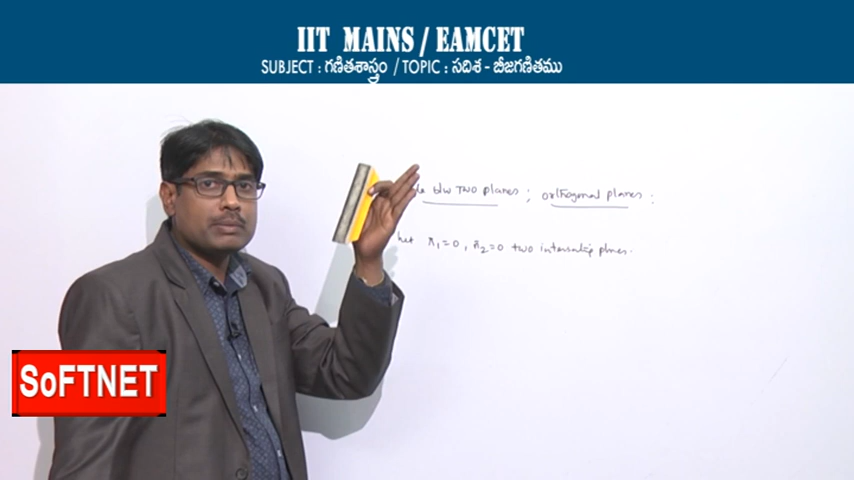 IIT MAINS / EAMCET
SUBJECT : గణితశాస్త్రం / TOPIC : సదిశ - బీజగణితము
b/w TWO planes ; orthogonal planes :
let π₁=0, π₂=0 two intersecting planes.
SoFTNET